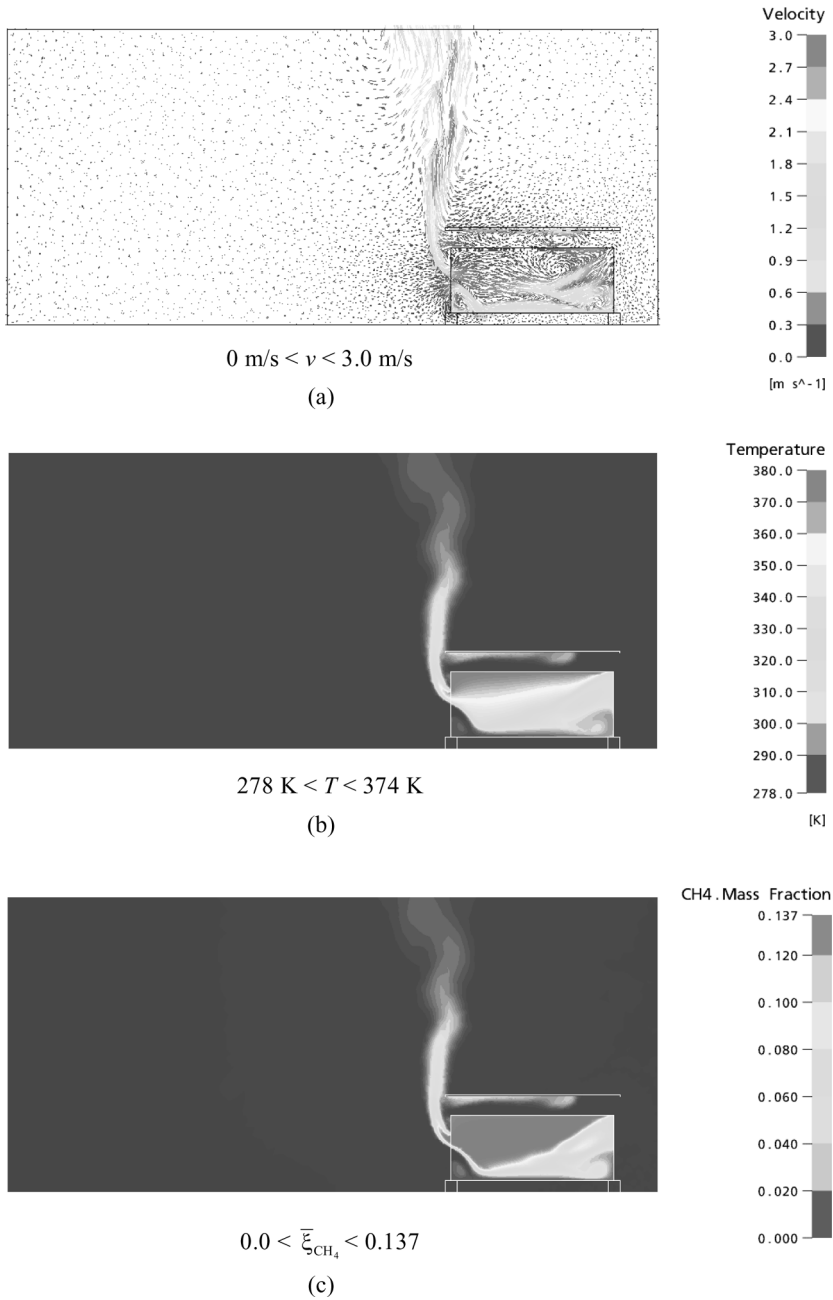 Velocity
3.0
2.7
2.4
2.1
1.8
1.5
1.2
0.9
0.6
0.3
0.0
[m s^-1]
0 m/s < v < 3.0 m/s
(a)
Temperature
380.0
370.0
360.0
350.0
340.0
320.0
310.0
300.0
290.0
278.0
[K]
278 K < T < 374 K
(b)
CH4.Mass Fraction
0.137
0.120
0.100
0.080
0.060
0.040
0.020
0.000
0.0 < ξ̅CH₄ < 0.137
(c)